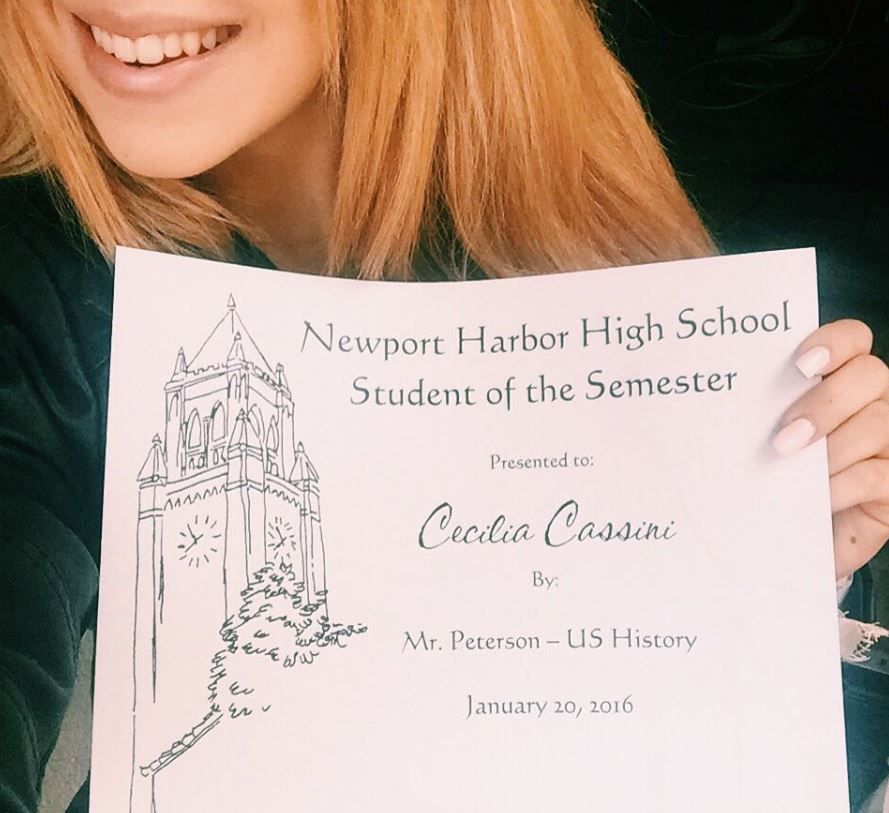 Newport Harbor High School
Student of the Semester
Presented to:
Cecilia Cassini
By:
Mr. Peterson – US History
January 20, 2016